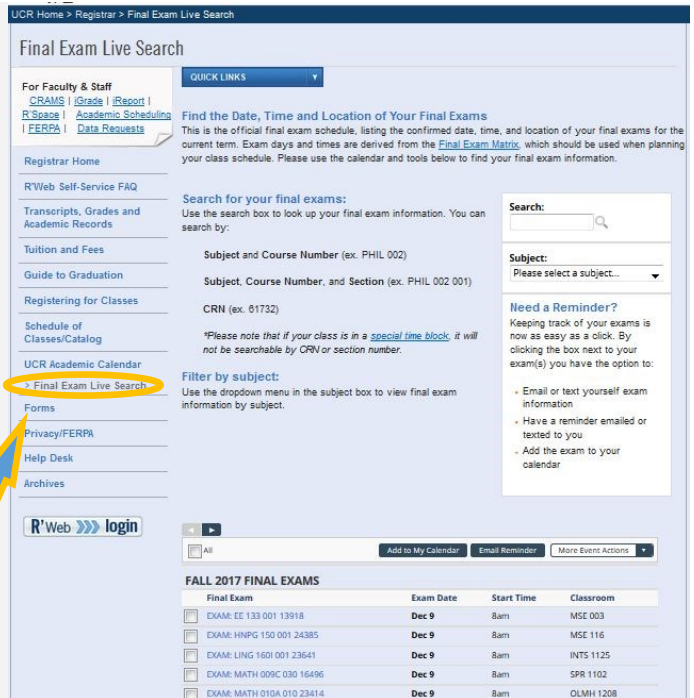 UCR Home > Registrar > Final Exam Live Search
Final Exam Live Search
For Faculty & Staff
CRAMS | iGrade | iReport |
R'Space | Academic Scheduling
| FERPA | Data Requests
Registrar Home
R'Web Self-Service FAQ
Transcripts, Grades and
Academic Records
Tuition and Fees
Guide to Graduation
Registering for Classes
Schedule of
Classes/Catalog
UCR Academic Calendar
> Final Exam Live Search
Forms
Privacy/FERPA
Help Desk
Archives
R'Web >>> login
QUICK LINKS
Find the Date, Time and Location of Your Final Exams
This is the official final exam schedule, listing the confirmed date, time, and location of your final exams for the
current term. Exam days and times are derived from the Final Exam Matrix, which should be used when planning
your class schedule. Please use the calendar and tools below to find your final exam information.
Search for your final exams:
Use the search box to look up your final exam information. You can
search by:
Subject and Course Number (ex. PHIL 002)
Subject, Course Number, and Section (ex. PHIL 002 001)
CRN (ex. 61732)
*Please note that if your class is in a special time block, it will
not be searchable by CRN or section number.
Filter by subject:
Use the dropdown menu in the subject box to view final exam
information by subject.
Search:
Subject:
Please select a subject...
Need a Reminder?
Keeping track of your exams is
now as easy as a click. By
clicking the box next to your
exam(s) you have the option to:
- Email or text yourself exam
information
- Have a reminder emailed or
texted to you
- Add the exam to your
calendar
All Add to My Calendar Email Reminder More Event Actions
FALL 2017 FINAL EXAMS
Final Exam Exam Date Start Time Classroom
EXAM: EE 133 001 13918 Dec 9 8am MSE 003
EXAM: HNPG 150 001 24385 Dec 9 8am MSE 116
EXAM: LING 160I 001 23641 Dec 9 8am INTS 1125
EXAM: MATH 009C 030 16496 Dec 9 8am SPR 1102
EXAM: MATH 010A 010 23414 Dec 9 8am OLMH 1208